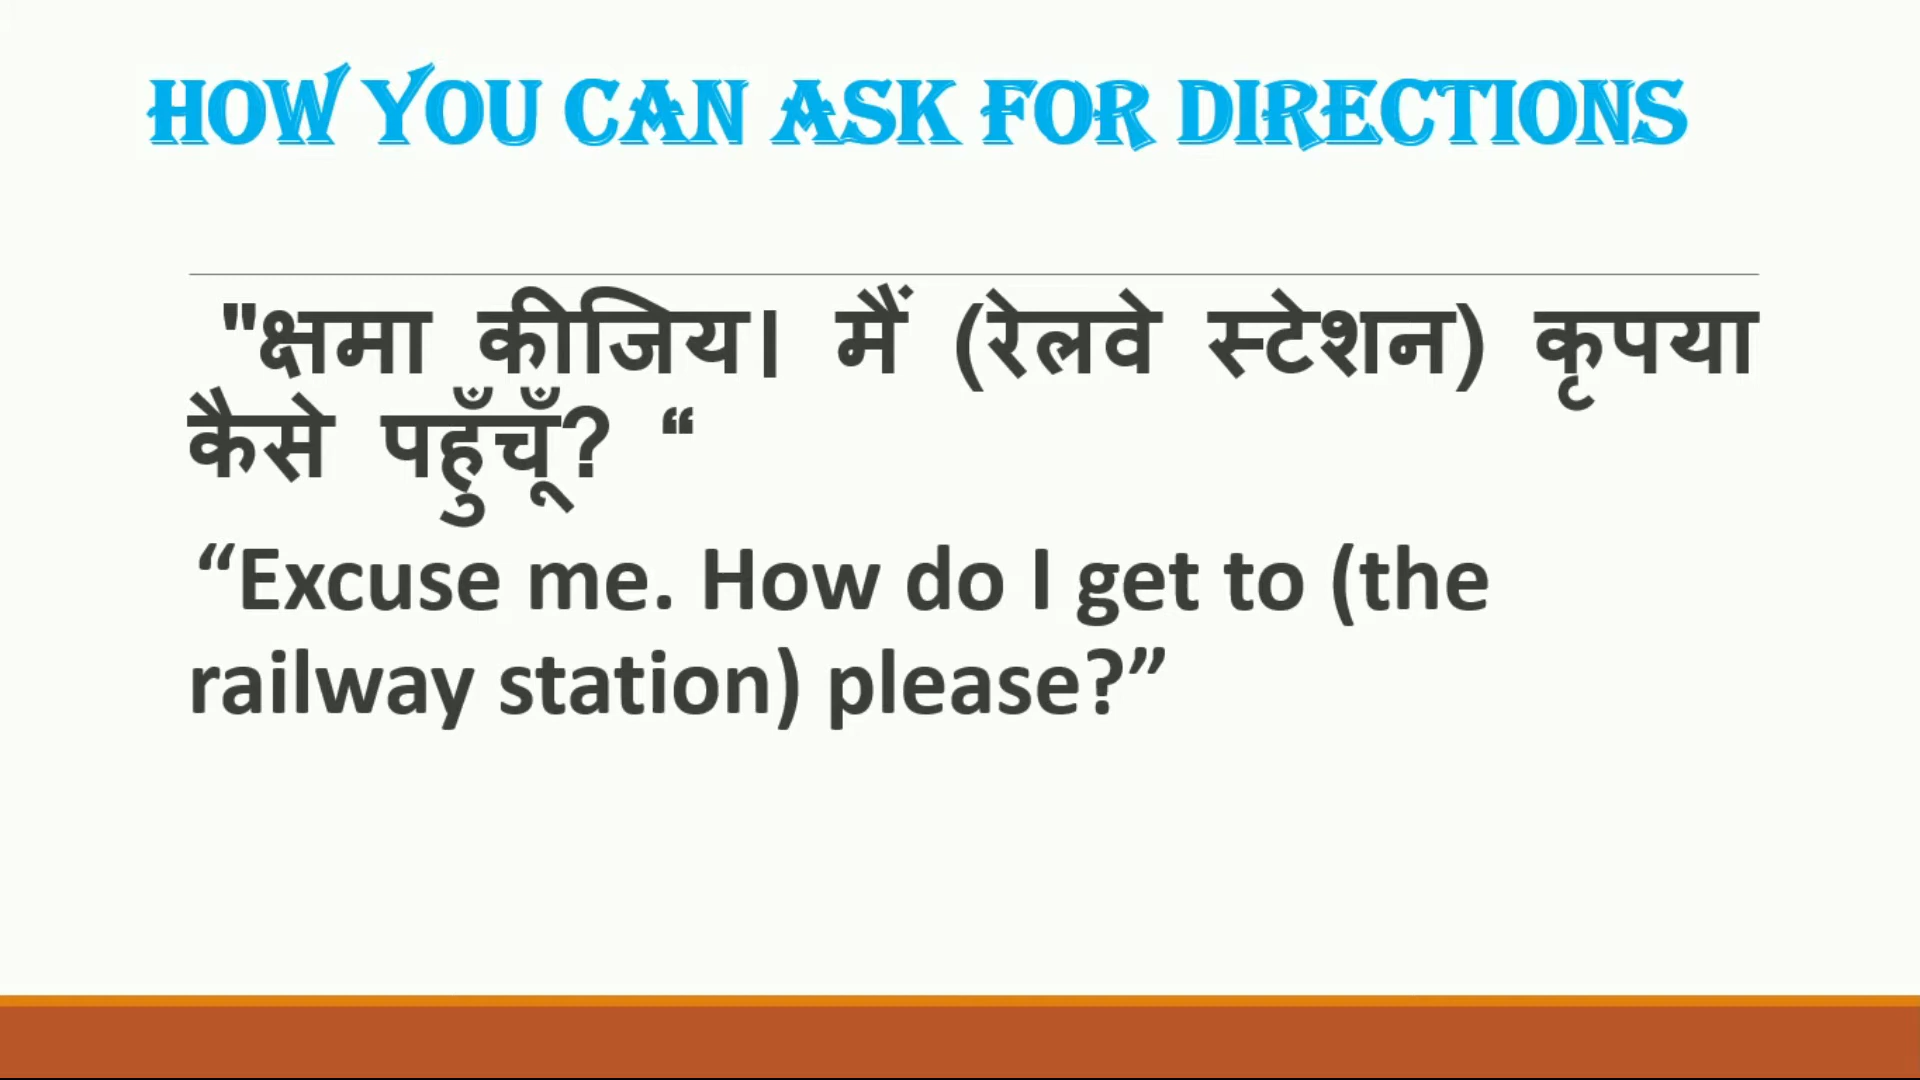 HOW YOU CAN ASK FOR DIRECTIONS
"क्षमा कीजिय। मैं (रेलवे स्टेशन) कृपया
कैसे पहुँचूँ? “
“Excuse me. How do I get to (the
railway station) please?”